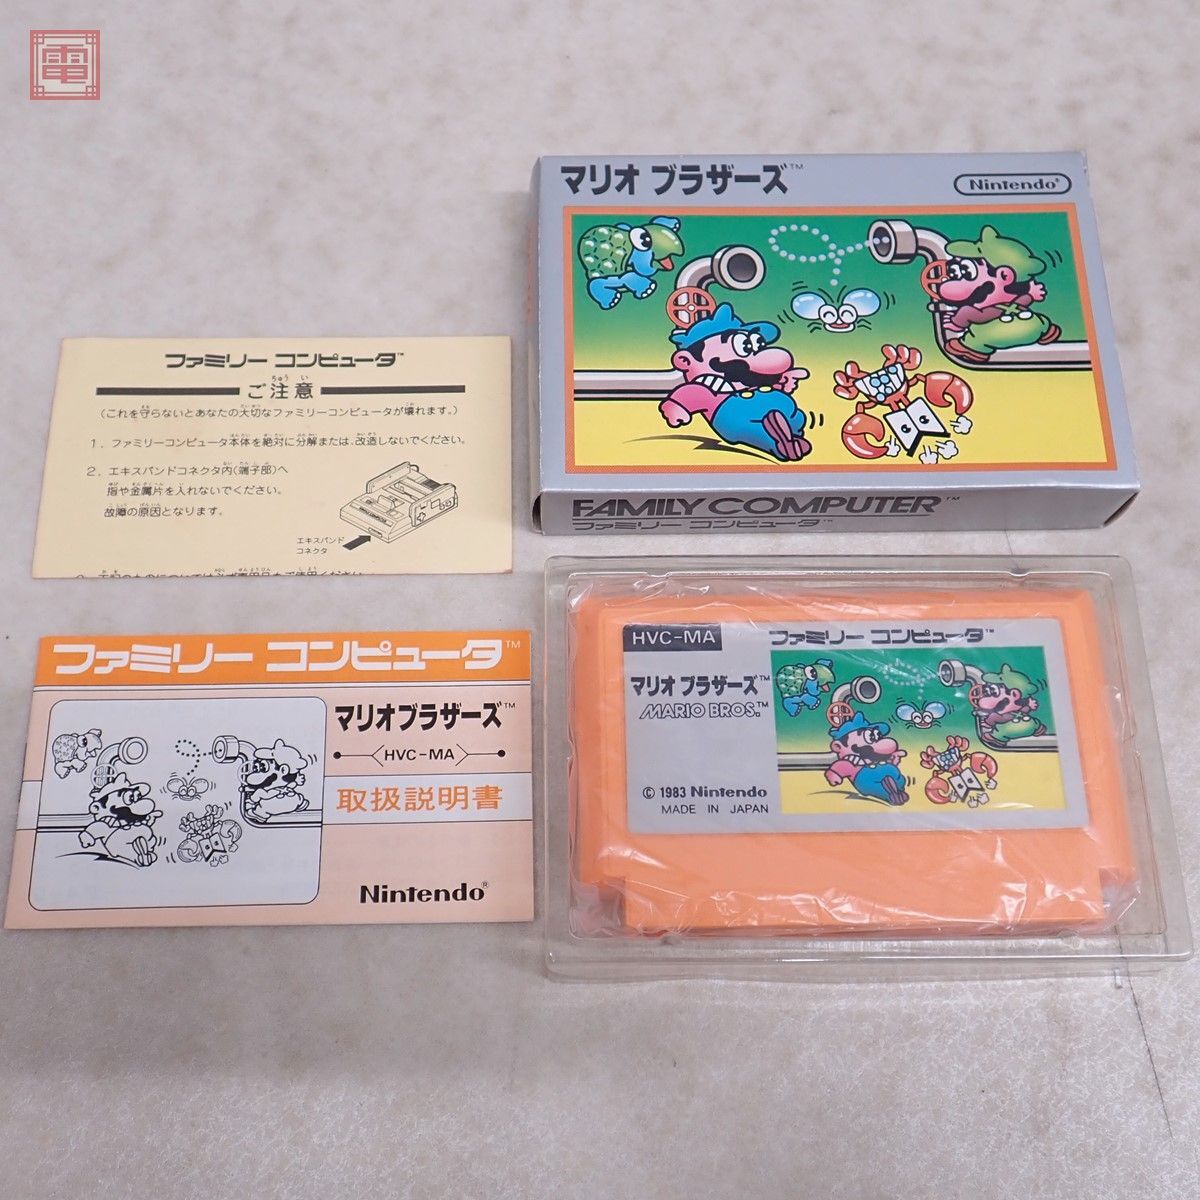 電
マリオ ブラザーズ™
Nintendo®
FAMILY COMPUTER™
ファミリー コンピュータ™
ファミリー コンピュータ™
ちゅう い
ご注意
(これを守らないとあなたの大切なファミリーコンピュータが壊れます。)
1. ファミリーコンピュータ本体を絶対に分解または、改造しないでください。
2. エキスパンドコネクタ内(端子部)へ
指や金属片を入れないでください。
故障の原因となります。
エキスパンド
コネクタ
ファミリー コンピュータ™
マリオブラザーズ™
HVC-MA
取扱説明書
Nintendo®
HVC-MA
ファミリー コンピュータ™
マリオ ブラザーズ™
MARIO BROS.™
© 1983 Nintendo
MADE IN JAPAN